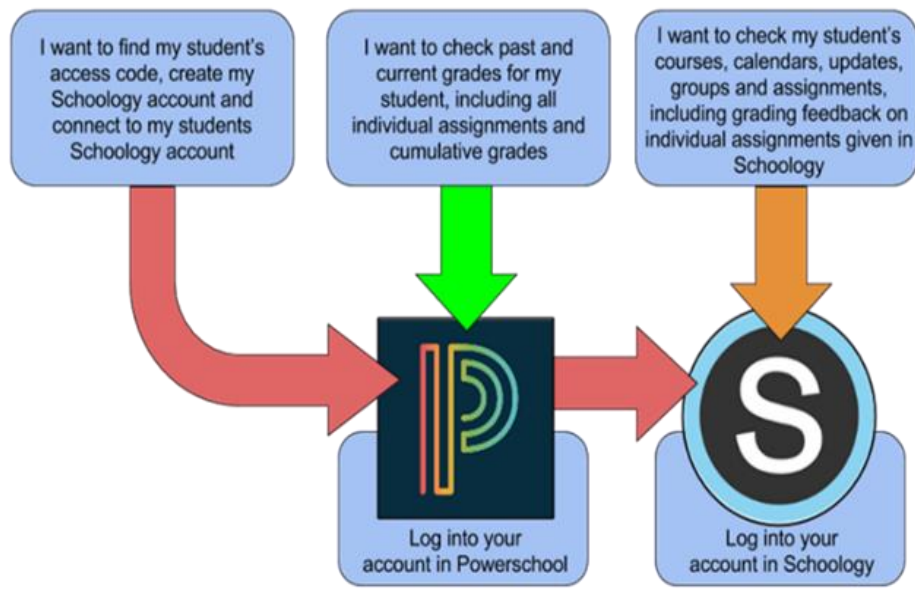 I want to find my student's
access code, create my
Schoology account and
connect to my students
Schoology account
I want to check past and
current grades for my
student, including all
individual assignments and
cumulative grades
I want to check my student's
courses, calendars, updates,
groups and assignments,
including grading feedback on
individual assignments given in
Schoology
P
S
Log into your
account in Powerschool
Log into your
account in Schoology